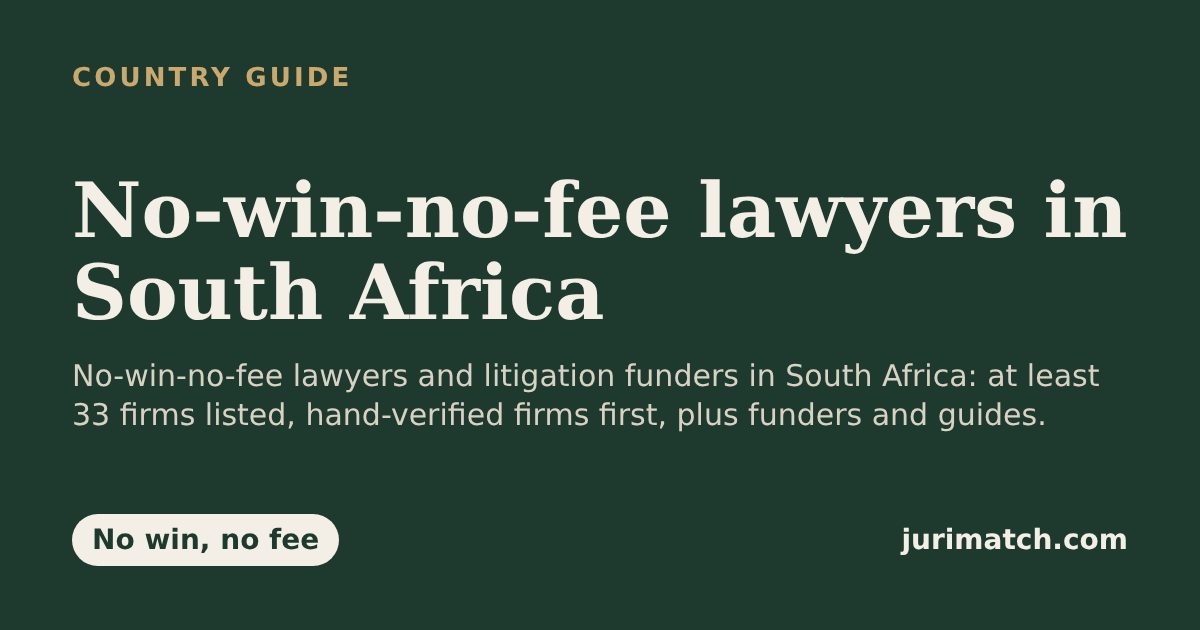 COUNTRY GUIDE
No-win-no-fee lawyers in
South Africa
No-win-no-fee lawyers and litigation funders in South Africa: at least
33 firms listed, hand-verified firms first, plus funders and guides.
No win, no fee
jurimatch.com